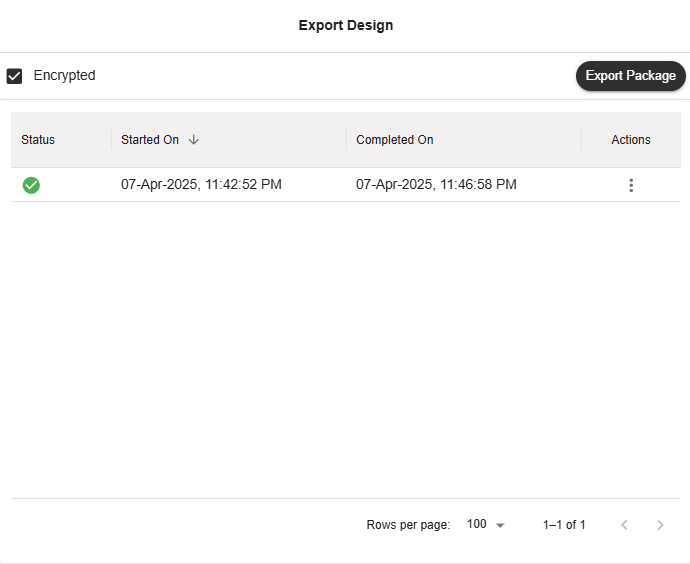 Export Design
Encrypted
Export Package
Status Started On Completed On Actions
07-Apr-2025, 11:42:52 PM 07-Apr-2025, 11:46:58 PM
Rows per page: 100 1–1 of 1